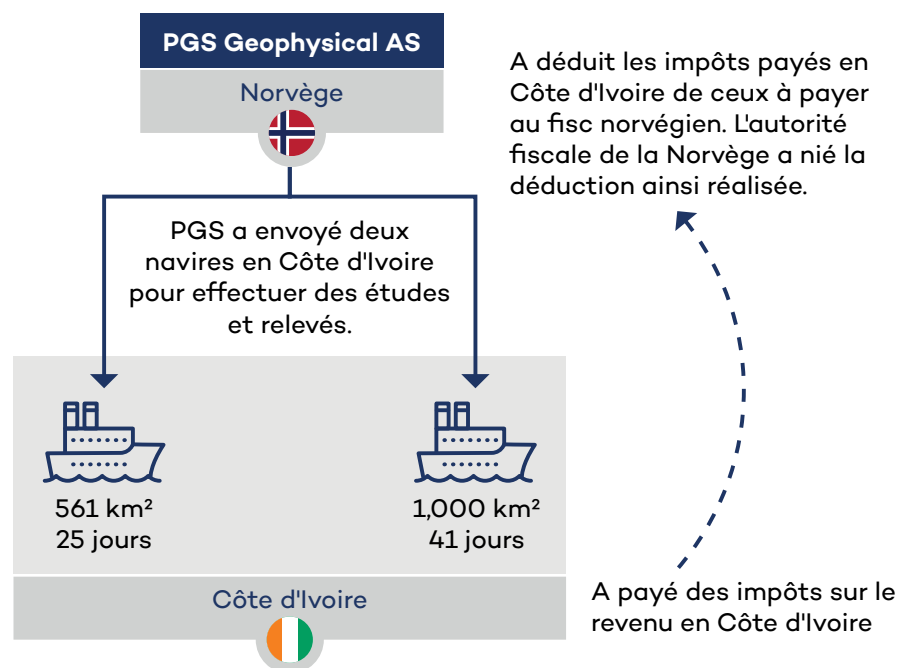 PGS Geophysical AS
Norvège
A déduit les impôts payés en
Côte d'Ivoire de ceux à payer
au fisc norvégien. L'autorité
fiscale de la Norvège a nié la
déduction ainsi réalisée.
PGS a envoyé deux
navires en Côte d'Ivoire
pour effectuer des études
et relevés.
561 km²
25 jours
1,000 km²
41 jours
Côte d'Ivoire
A payé des impôts sur le
revenu en Côte d'Ivoire